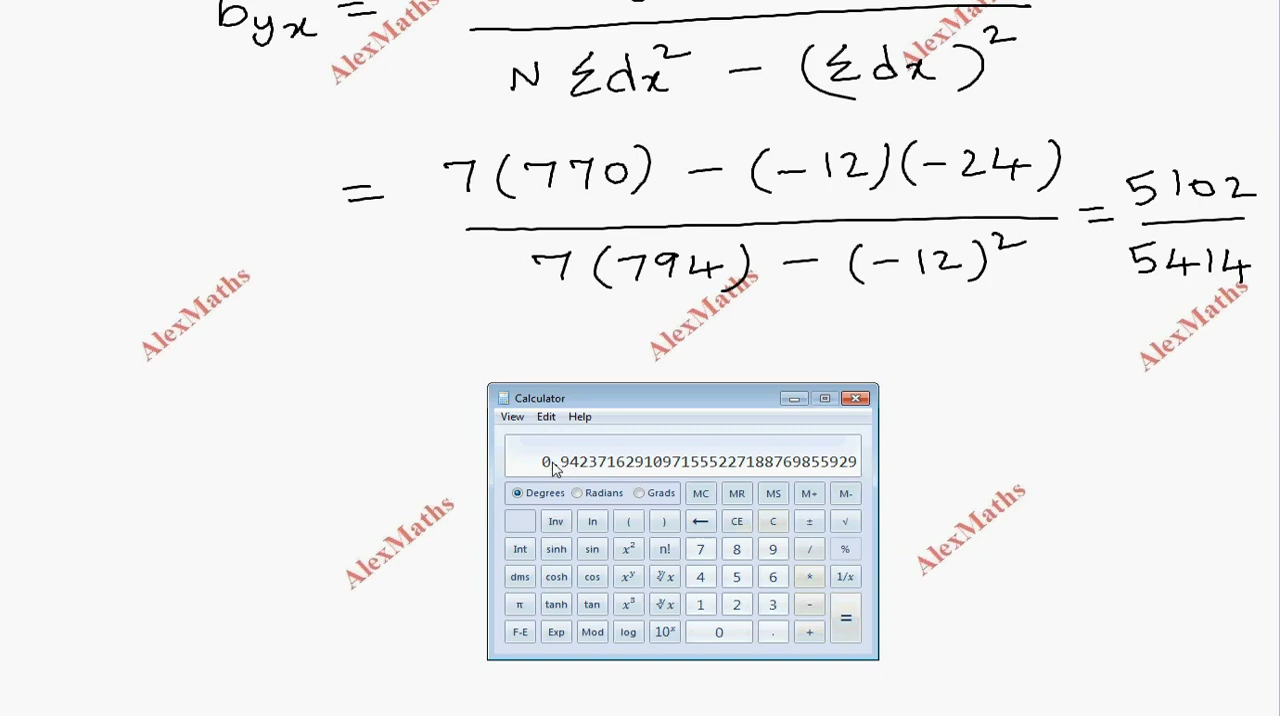 byx =
N Σdx² - (Σdx)²
= 7(770) - (-12)(-24) / 7(794) - (-12)² = 5102 / 5414
AlexMaths
AlexMaths
AlexMaths
AlexMaths
AlexMaths
Calculator
View Edit Help
0.94237162910971555227188769855929
Degrees Radians Grads MC MR MS M+ M-
Inv ln ( ) ← CE C ± √
Int sinh sin x² n! 7 8 9 / %
dms cosh cos xʸ ʸ√x 4 5 6 * 1/x
π tanh tan x³ ³√x 1 2 3 - =
F-E Exp Mod log 10ˣ 0 . +
AlexMaths
AlexMaths